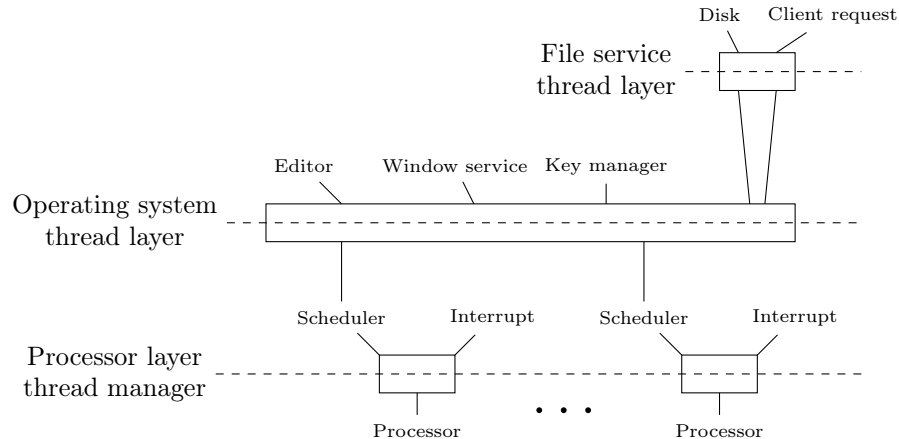 Disk
Client request
File service
thread layer
Editor
Window service
Key manager
Operating system
thread layer
Scheduler
Interrupt
Scheduler
Interrupt
Processor layer
thread manager
• • •
Processor
Processor